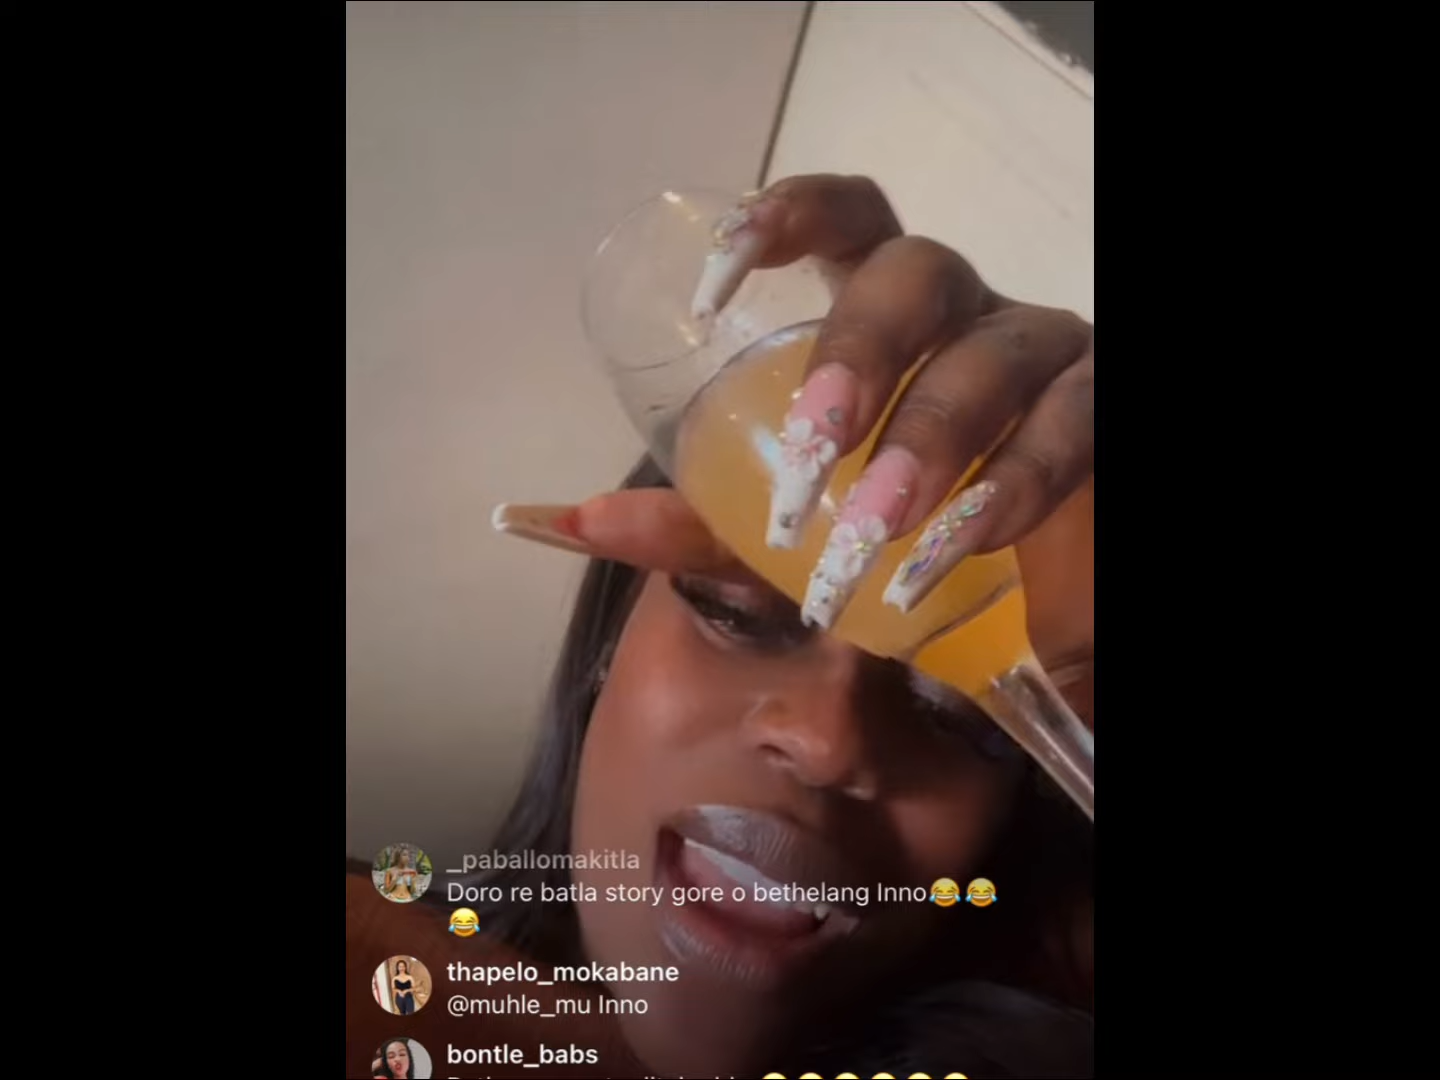 _paballomakitla
Doro re batla story gore o bethelang Inno😂😂
😂
thapelo_mokabane
@muhle_mu Inno
bontle_babs